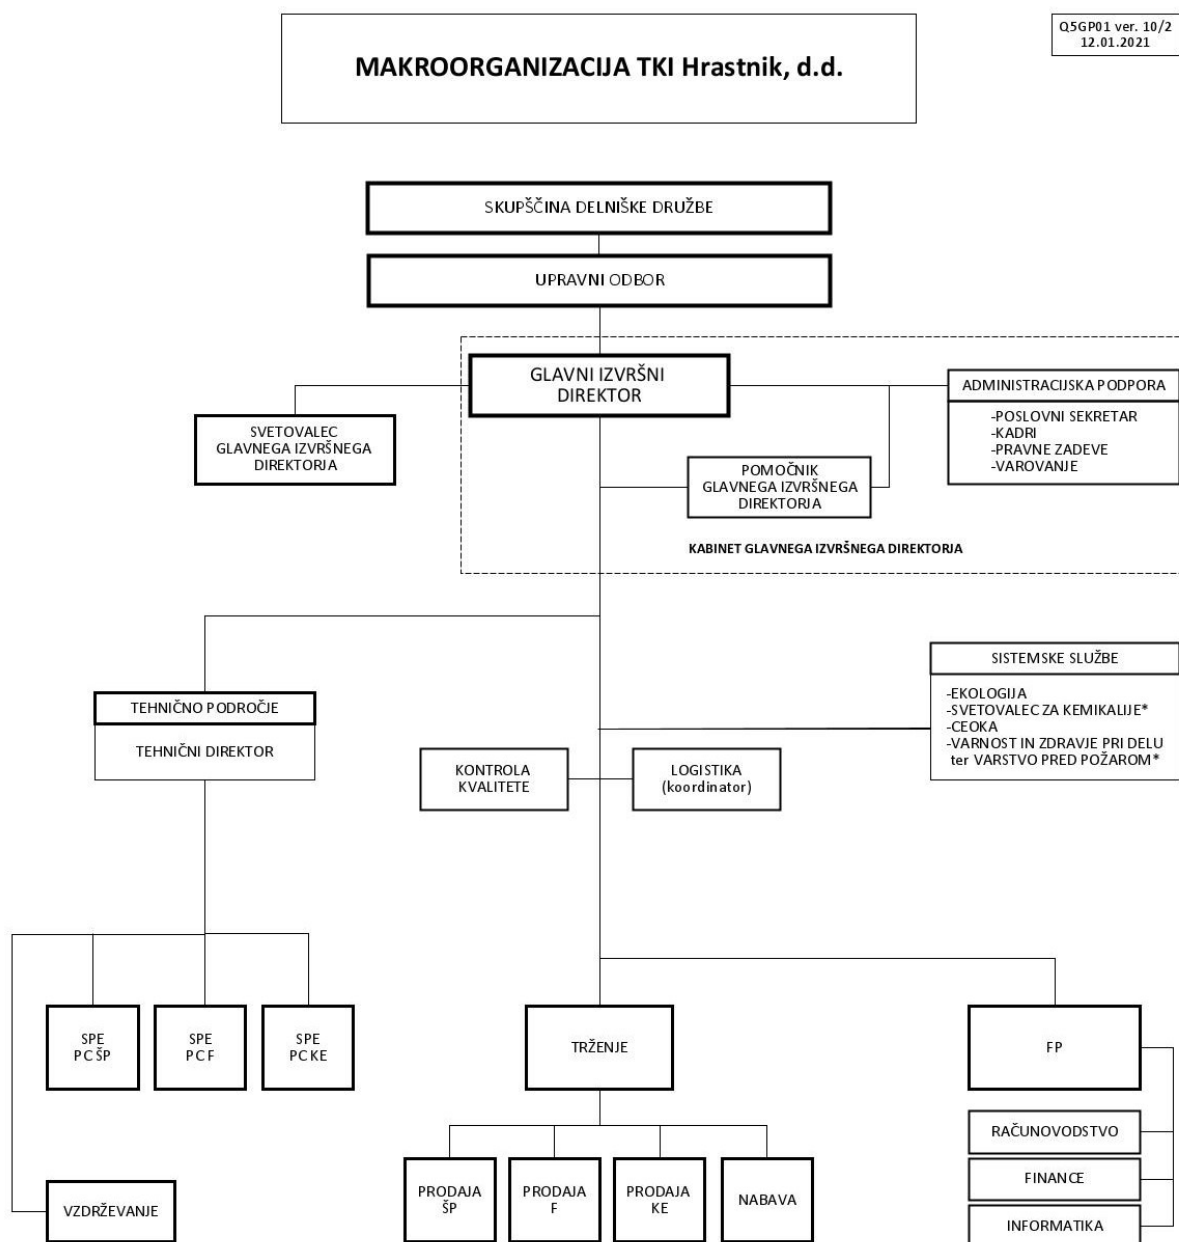 Q5GP01 ver. 10/2
12.01.2021
MAKROORGANIZACIJA TKI Hrastnik, d.d.
SKUPŠČINA DELNIŠKE DRUŽBE
UPRAVNI ODBOR
GLAVNI IZVRŠNI
DIREKTOR
SVETOVALEC
GLAVNEGA IZVRŠNEGA
DIREKTORJA
ADMINISTRACIJSKA PODPORA
-POSLOVNI SEKRETAR
-KADRI
-PRAVNE ZADEVE
-VAROVANJE
POMOČNIK
GLAVNEGA IZVRŠNEGA
DIREKTORJA
KABINET GLAVNEGA IZVRŠNEGA DIREKTORJA
TEHNIČNO PODROČJE
TEHNIČNI DIREKTOR
SISTEMSKE SLUŽBE
-EKOLOGIJA
-SVETOVALEC ZA KEMIKALIJE*
-CEOKA
-VARNOST IN ZDRAVJE PRI DELU
ter VARSTVO PRED POŽAROM*
KONTROLA
KVALITETE
LOGISTIKA
(koordinator)
SPE
PC ŠP
SPE
PC F
SPE
PC KE
TRŽENJE
FP
VZDRŽEVANJE
PRODAJA
ŠP
PRODAJA
F
PRODAJA
KE
NABAVA
RAČUNOVODSTVO
FINANCE
INFORMATIKA